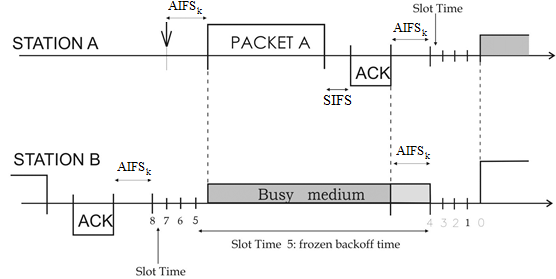 AIFSk
Slot Time
STATION A
PACKET A
AIFSk
ACK
SIFS
STATION B
AIFSk
AIFSk
Busy medium
ACK
8 7 6 5
4 3 2 1 0
Slot Time 5: frozen backoff time
Slot Time